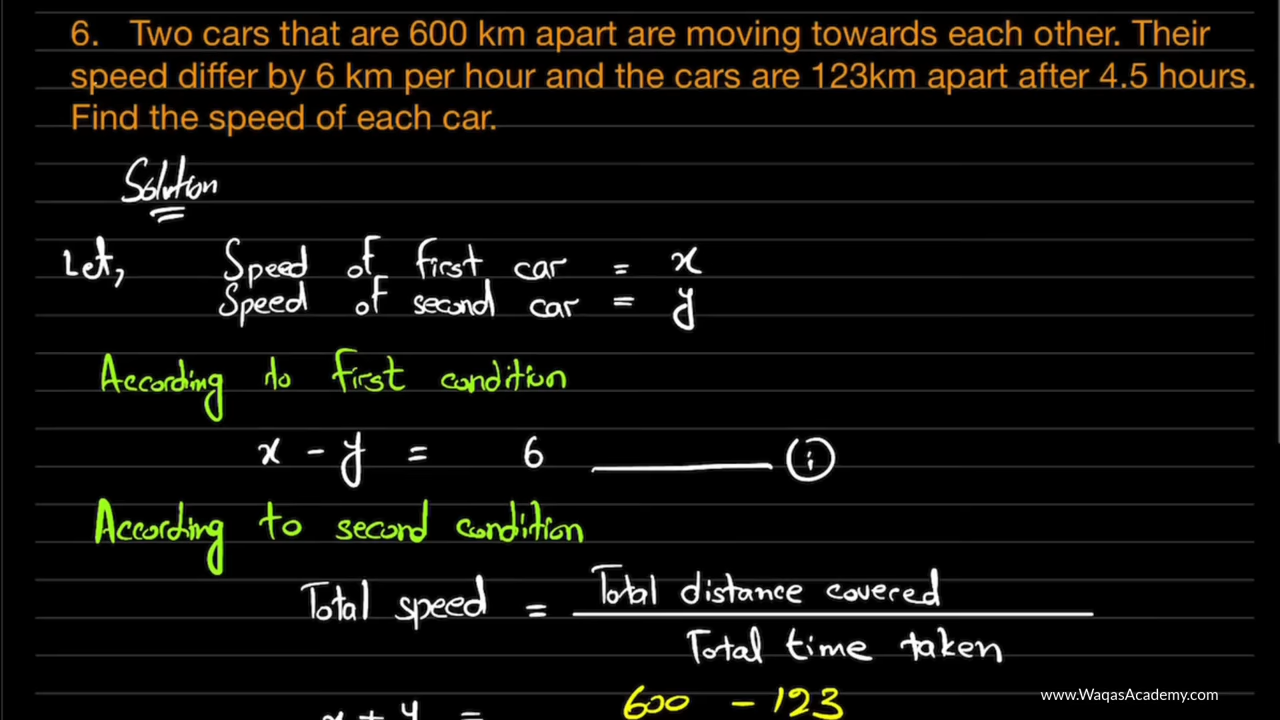 6. Two cars that are 600 km apart are moving towards each other. Their
speed differ by 6 km per hour and the cars are 123km apart after 4.5 hours.
Find the speed of each car.
Solution
Let, Speed of first car = x
Speed of second car = y
According to first condition
x - y = 6 ———— (i)
According to second condition
Total speed = Total distance covered
Total time taken
x + y = 600 - 123
www.WaqasAcademy.com